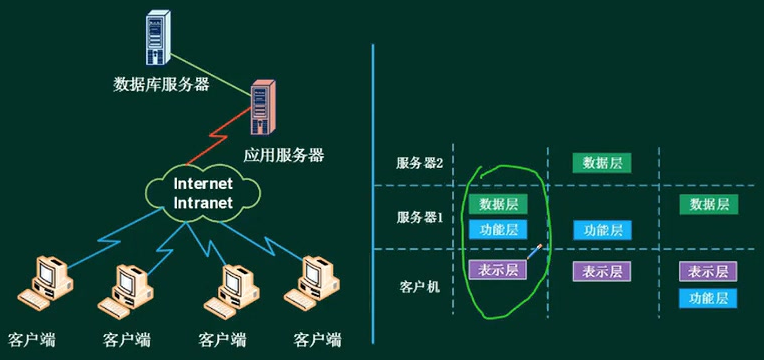 数据库服务器
应用服务器
Internet
Intranet
客户端 客户端 客户端 客户端
服务器2 数据层
服务器1 数据层 功能层 功能层 数据层
客户机 表示层 表示层 表示层 功能层